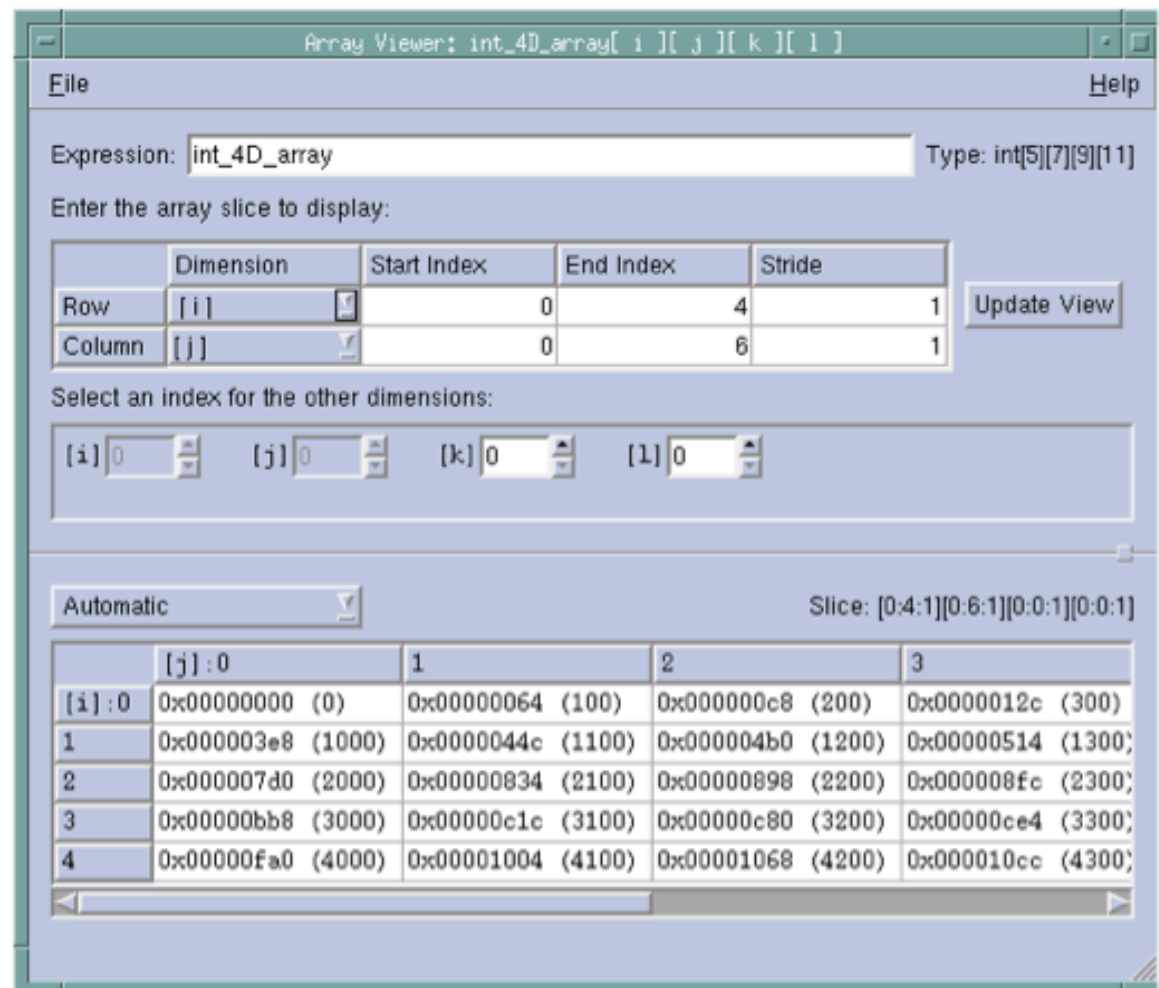 Array Viewer: int_4D_array[ i ][ j ][ k ][ l ]
File Help
Expression: int_4D_array Type: int[5][7][9][11]
Enter the array slice to display:
Dimension Start Index End Index Stride
Row [i] 0 4 1 Update View
Column [j] 0 6 1
Select an index for the other dimensions:
[i] 0 [j] 0 [k] 0 [l] 0
Automatic Slice: [0:4:1][0:6:1][0:0:1][0:0:1]
[j]:0 1 2 3
[i]:0 0x00000000 (0) 0x00000064 (100) 0x000000c8 (200) 0x0000012c (300)
1 0x000003e8 (1000) 0x0000044c (1100) 0x000004b0 (1200) 0x00000514 (1300)
2 0x000007d0 (2000) 0x00000834 (2100) 0x00000898 (2200) 0x000008fc (2300)
3 0x00000bb8 (3000) 0x00000c1c (3100) 0x00000c80 (3200) 0x00000ce4 (3300)
4 0x00000fa0 (4000) 0x00001004 (4100) 0x00001068 (4200) 0x000010cc (4300)